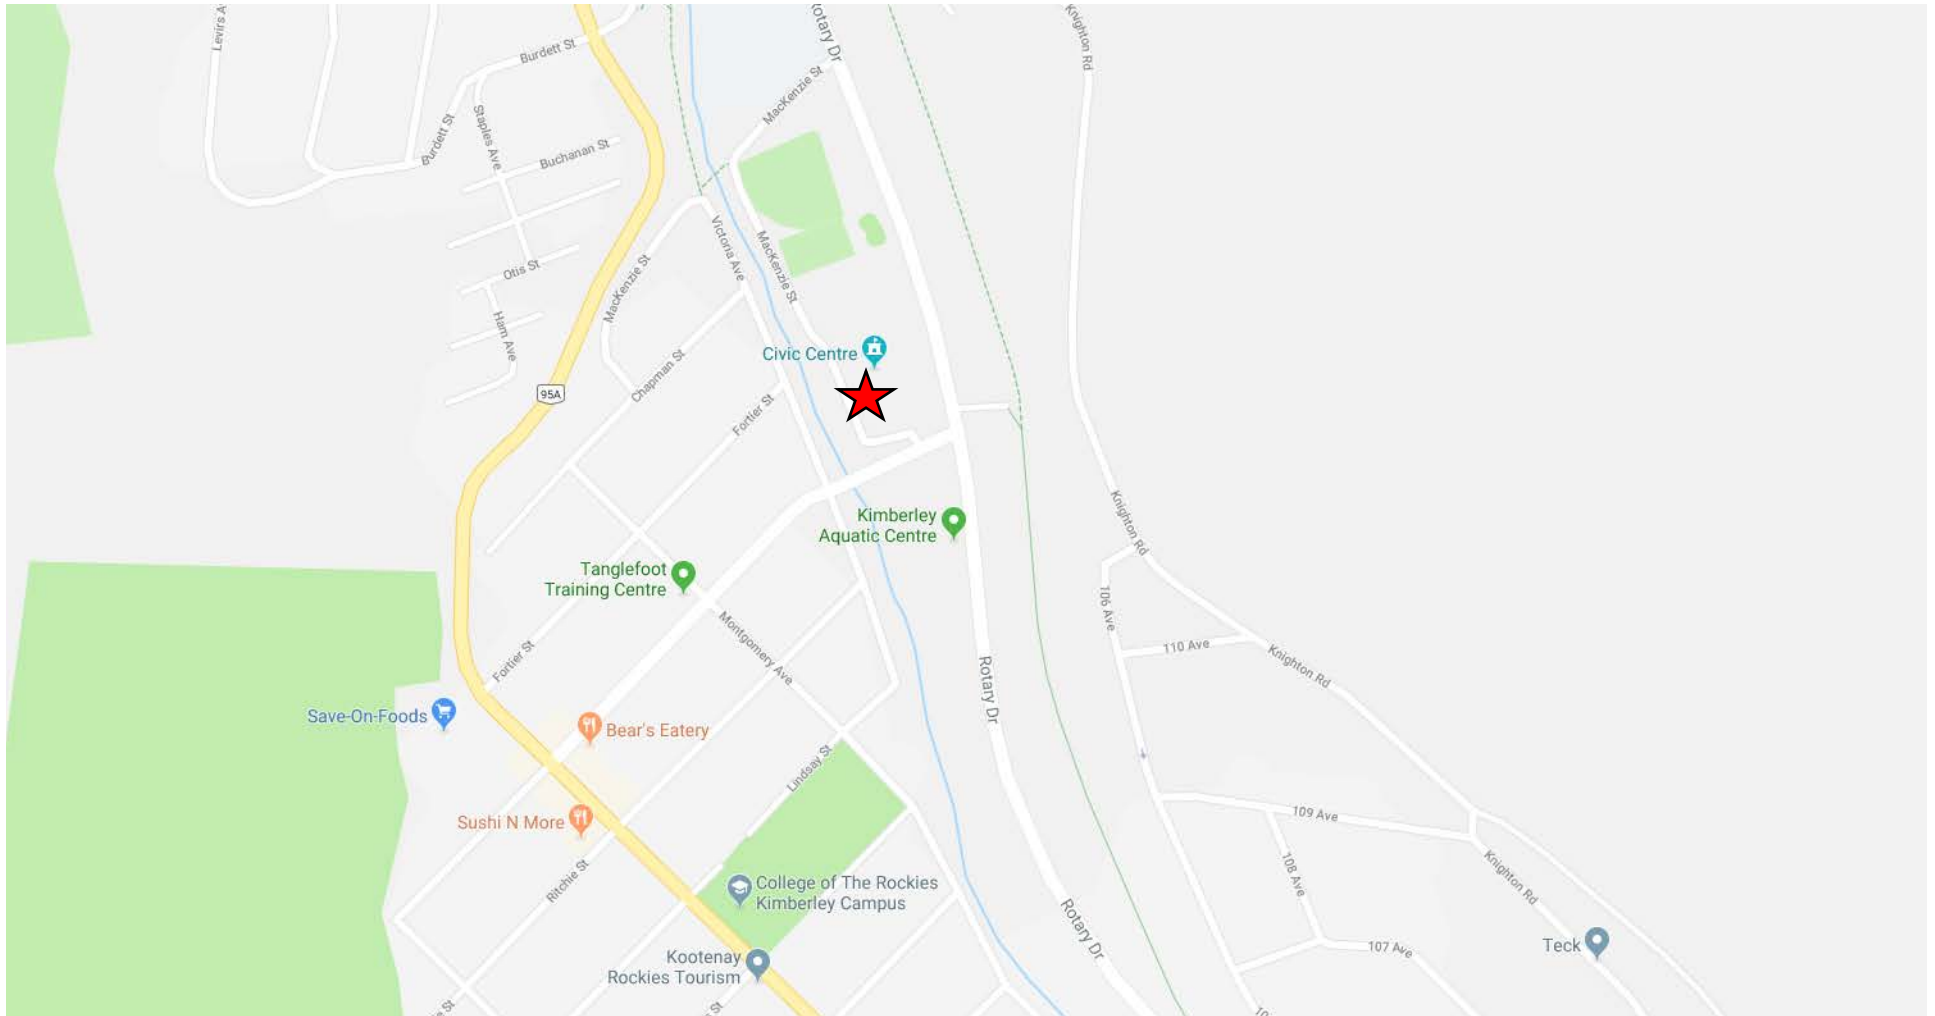 Levirs A
Burdett St
Rotary Dr
Knighton Rd
MacKenzie St
Staples Ave
Burdett St
Buchanan St
Victoria Ave
MacKenzie St
Otis St
MacKenzie St
Ham Ave
Civic Centre
Chapman St
95A
Fortier St
Knighton Rd
Kimberley
Aquatic Centre
Tanglefoot
Training Centre
106 Ave
Montgomery Ave
110 Ave
Fortier St
Knighton Rd
Rotary Dr
Save-On-Foods
Bear's Eatery
Lindsay St
Sushi N More
109 Ave
Ritchie St
108 Ave
Knighton Rd
College of The Rockies
Kimberley Campus
Rotary Dr
107 Ave
Teck
Kootenay
Rockies Tourism
St
St